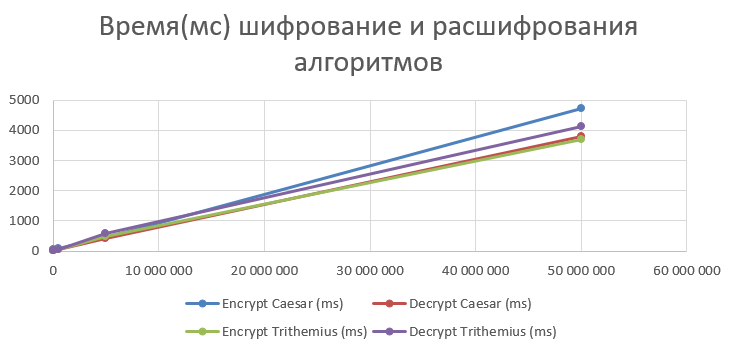 Время(мс) шифрование и расшифрования
алгоритмов
5000
4000
3000
2000
1000
0
0 10 000 000 20 000 000 30 000 000 40 000 000 50 000 000 60 000 000
Encrypt Caesar (ms) Decrypt Caesar (ms)
Encrypt Trithemius (ms) Decrypt Trithemius (ms)